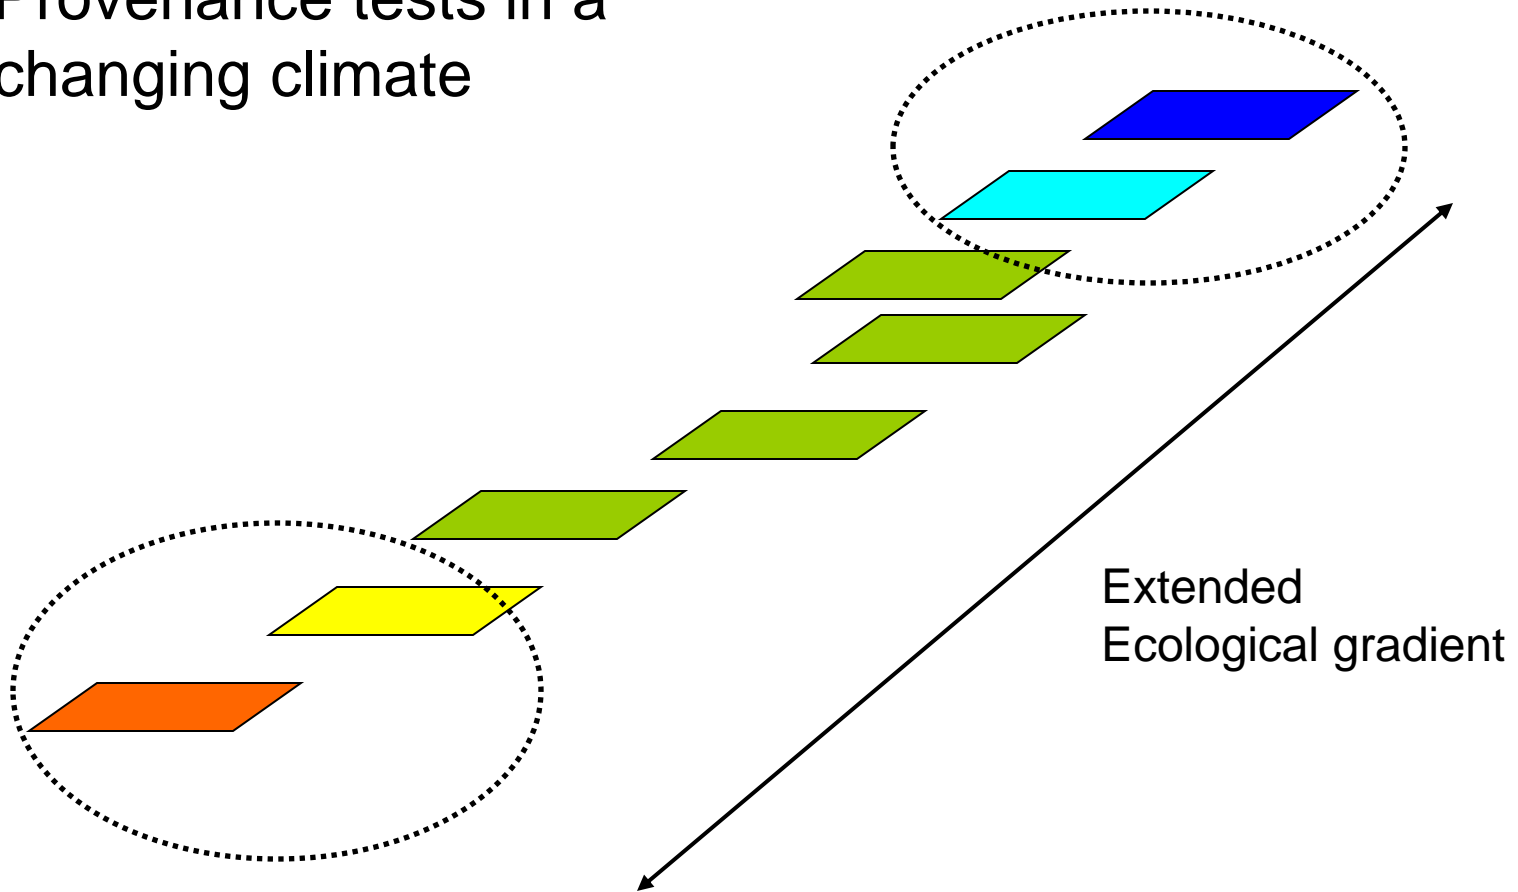 Provenance tests in a
changing climate
Extended
Ecological gradient